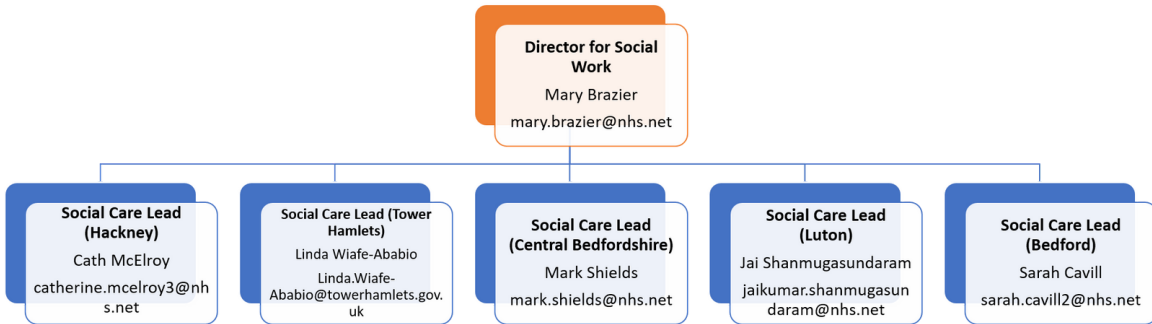 Director for Social
Work
Mary Brazier
mary.brazier@nhs.net
Social Care Lead
(Hackney)
Cath McElroy
catherine.mcelroy3@nh
s.net
Social Care Lead (Tower
Hamlets)
Linda Wiafe-Ababio
Linda.Wiafe-
Ababio@towerhamlets.gov.
uk
Social Care Lead
(Central Bedfordshire)
Mark Shields
mark.shields@nhs.net
Social Care Lead
(Luton)
Jai Shanmugasundaram
jaikumar.shanmugasun
daram@nhs.net
Social Care Lead
(Bedford)
Sarah Cavill
sarah.cavill2@nhs.net